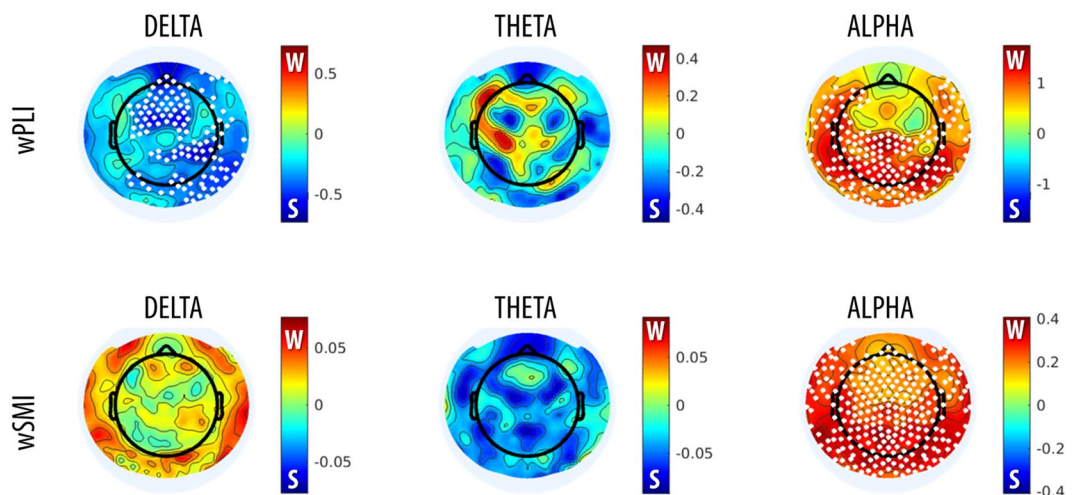 DELTA THETA ALPHA
wPLI
W 0.5 0 -0.5 S
W 0.4 0.2 0 -0.2 -0.4 S
W 1 0 -1 S
DELTA THETA ALPHA
wSMI
W 0.05 0 -0.05 S
W 0.05 0 -0.05 S
W 0.4 0.2 0 -0.2 -0.4 S